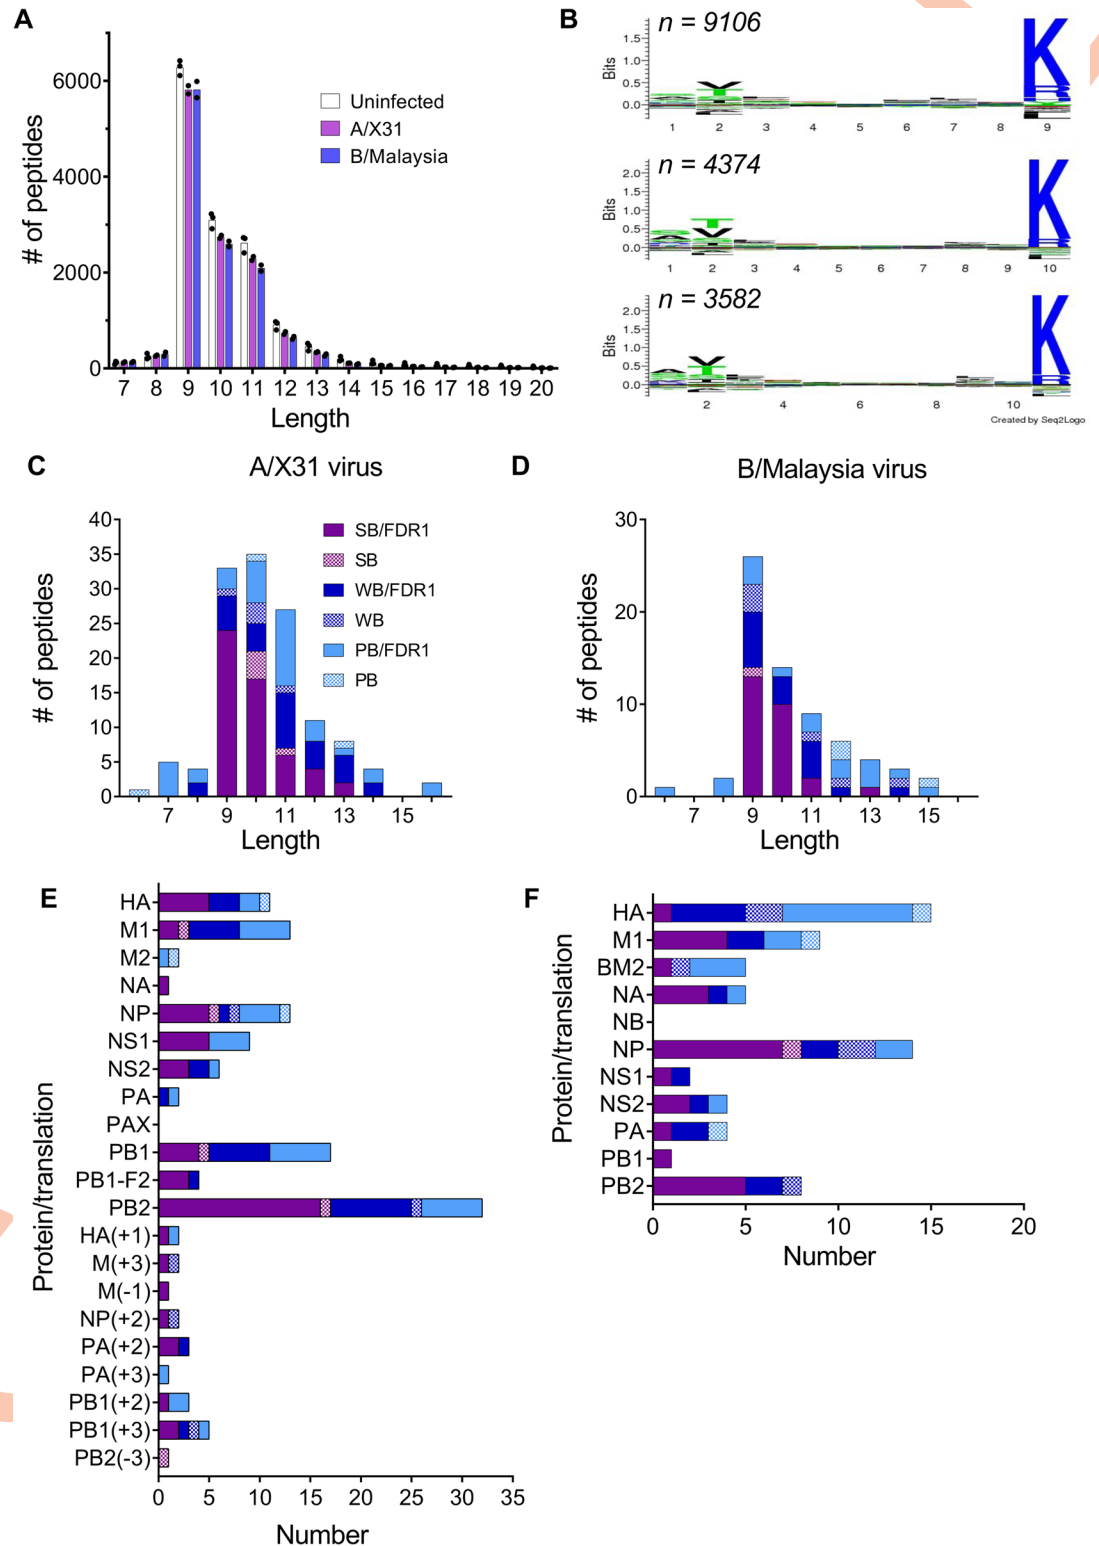 A
# of peptides
6000
4000
2000
0
Uninfected
A/X31
B/Malaysia
7 8 9 10 11 12 13 14 15 16 17 18 19 20
Length
B
n = 9106
Bits
1.5
1.0
0.5
0.0
K
1 2 3 4 5 6 7 8 9
n = 4374
Bits
2.0
1.5
1.0
0.5
0.0
K
1 2 3 4 5 6 7 8 9 10
n = 3582
Bits
2.0
1.5
1.0
0.5
0.0
K
2 4 6 8 10
Created by Seq2Logo
C
A/X31 virus
# of peptides
40
35
30
25
20
15
10
5
0
SB/FDR1
SB
WB/FDR1
WB
PB/FDR1
PB
7 9 11 13 15
Length
D
B/Malaysia virus
# of peptides
30
20
10
0
7 9 11 13 15
Length
E
Protein/translation
HA
M1
M2
NA
NP
NS1
NS2
PA
PAX
PB1
PB1-F2
PB2
HA(+1)
M(+3)
M(-1)
NP(+2)
PA(+2)
PA(+3)
PB1(+2)
PB1(+3)
PB2(-3)
0 5 10 15 20 25 30 35
Number
F
Protein/translation
HA
M1
BM2
NA
NB
NP
NS1
NS2
PA
PB1
PB2
0 5 10 15 20
Number